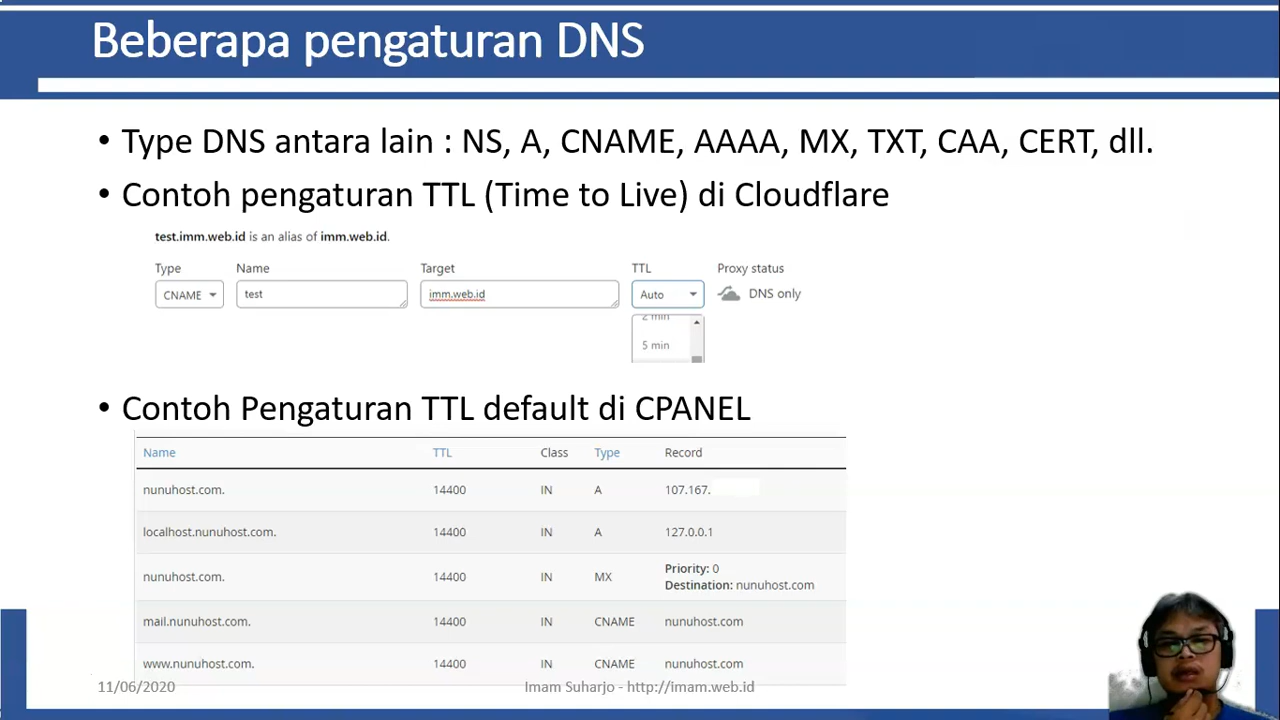 Beberapa pengaturan DNS
• Type DNS antara lain : NS, A, CNAME, AAAA, MX, TXT, CAA, CERT, dll.
• Contoh pengaturan TTL (Time to Live) di Cloudflare
test.imm.web.id is an alias of imm.web.id.
Type Name Target TTL Proxy status
CNAME test imm.web.id Auto DNS only
2 min
5 min
• Contoh Pengaturan TTL default di CPANEL
Name TTL Class Type Record
nunuhost.com. 14400 IN A 107.167.
localhost.nunuhost.com. 14400 IN A 127.0.0.1
nunuhost.com. 14400 IN MX Priority: 0
Destination: nunuhost.com
mail.nunuhost.com. 14400 IN CNAME nunuhost.com
www.nunuhost.com. 14400 IN CNAME nunuhost.com
11/06/2020 Imam Suharjo - http://imam.web.id